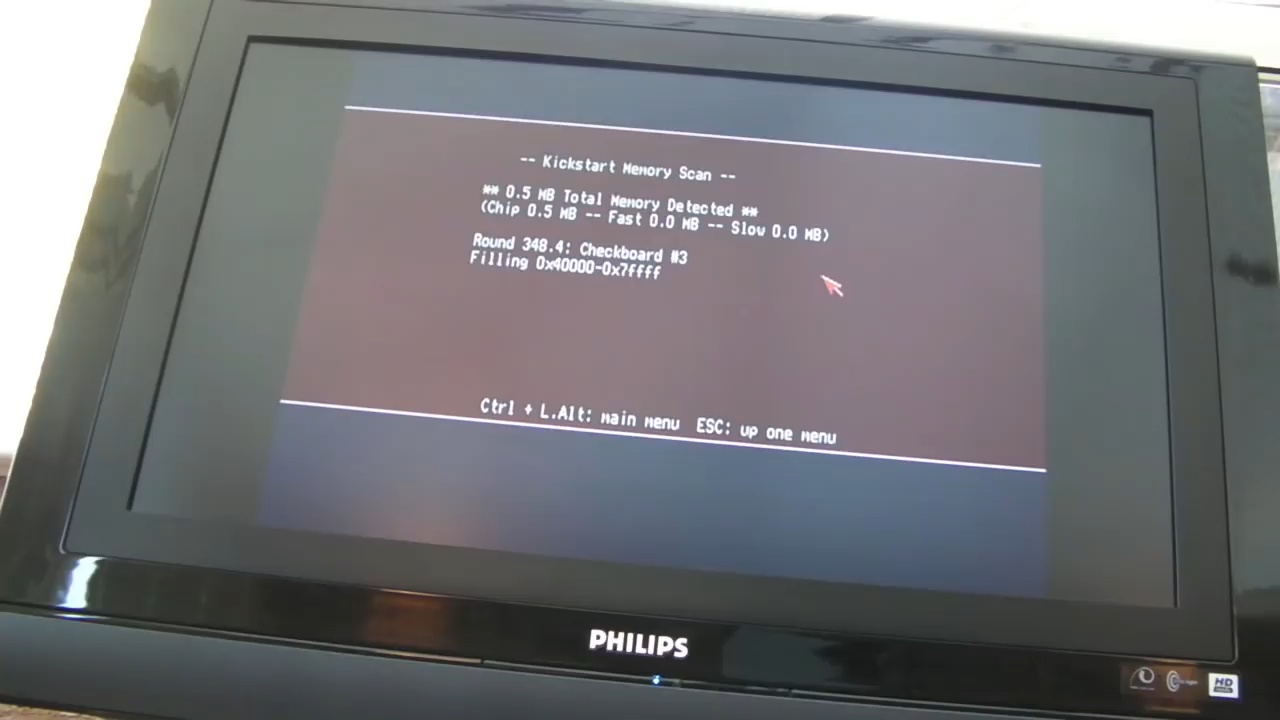 -- Kickstart Memory Scan --
** 0.5 MB Total Memory Detected **
(Chip 0.5 MB -- Fast 0.0 MB -- Slow 0.0 MB)
Round 348.4: Checkboard #3
Filling 0x40000-0x7ffff
Ctrl + L.Alt: main menu ESC: up one menu
PHILIPS
HD